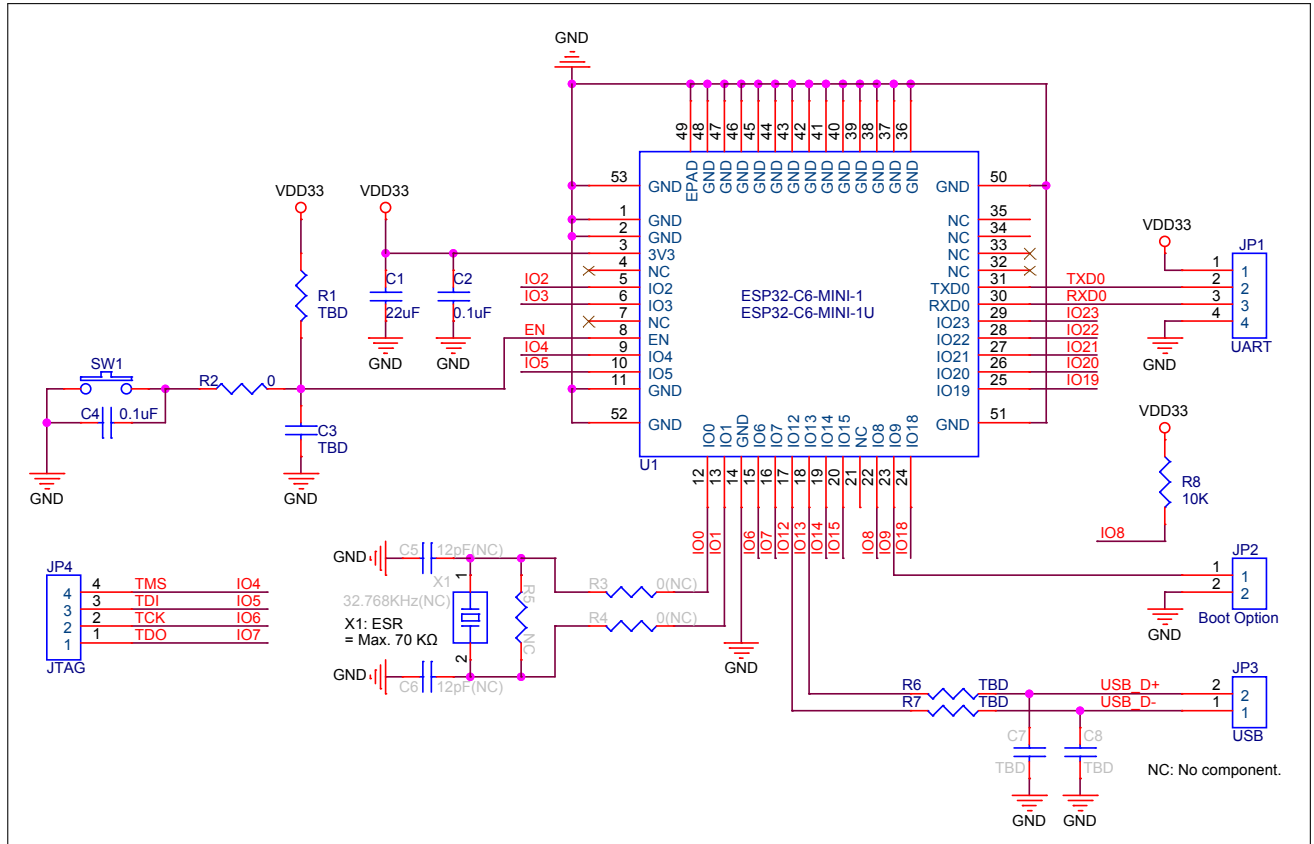 GND
49
48
47
46
45
44
43
42
41
40
39
38
37
36
EPAD
GND
GND
GND
GND
GND
GND
GND
GND
GND
GND
GND
GND
GND
53
GND
GND
50
1
GND
2
GND
3
3V3
4
NC
IO2
5
IO2
IO3
6
IO3
7
NC
EN
8
EN
IO4
9
IO4
IO5
10
IO5
11
GND
52
GND
ESP32-C6-MINI-1
ESP32-C6-MINI-1U
NC
35
NC
34
NC
33
NC
32
TXD0
31
TXD0
RXD0
30
RXD0
IO23
29
IO23
IO22
28
IO22
IO21
27
IO21
IO20
26
IO20
IO19
25
IO19
GND
51
U1
IO0
IO1
GND
IO6
IO7
IO12
IO13
IO14
IO15
NC
IO8
IO9
IO18
12
13
14
15
16
17
18
19
20
21
22
23
24
IO0
IO1
IO6
IO7
IO12
IO13
IO14
IO15
IO8
IO9
IO18
VDD33
R1
TBD
VDD33
C1
22uF
GND
C2
0.1uF
GND
SW1
R2
0
C4
0.1uF
GND
C3
TBD
GND
VDD33
JP1
1
1
2
2
3
3
4
4
UART
GND
VDD33
R8
10K
IO8
JP2
1
1
2
2
Boot Option
GND
GND
C5
12pF(NC)
X1
1
32.768KHz(NC)
X1: ESR
= Max. 70 KΩ
2
R5
NC
R3
0(NC)
R4
0(NC)
GND
C6
12pF(NC)
GND
JP4
4
4
TMS
IO4
3
3
TDI
IO5
2
2
TCK
IO6
1
1
TDO
IO7
JTAG
R6
TBD
USB_D+
R7
TBD
USB_D-
JP3
2
2
1
1
USB
C7
TBD
GND
C8
TBD
GND
NC: No component.